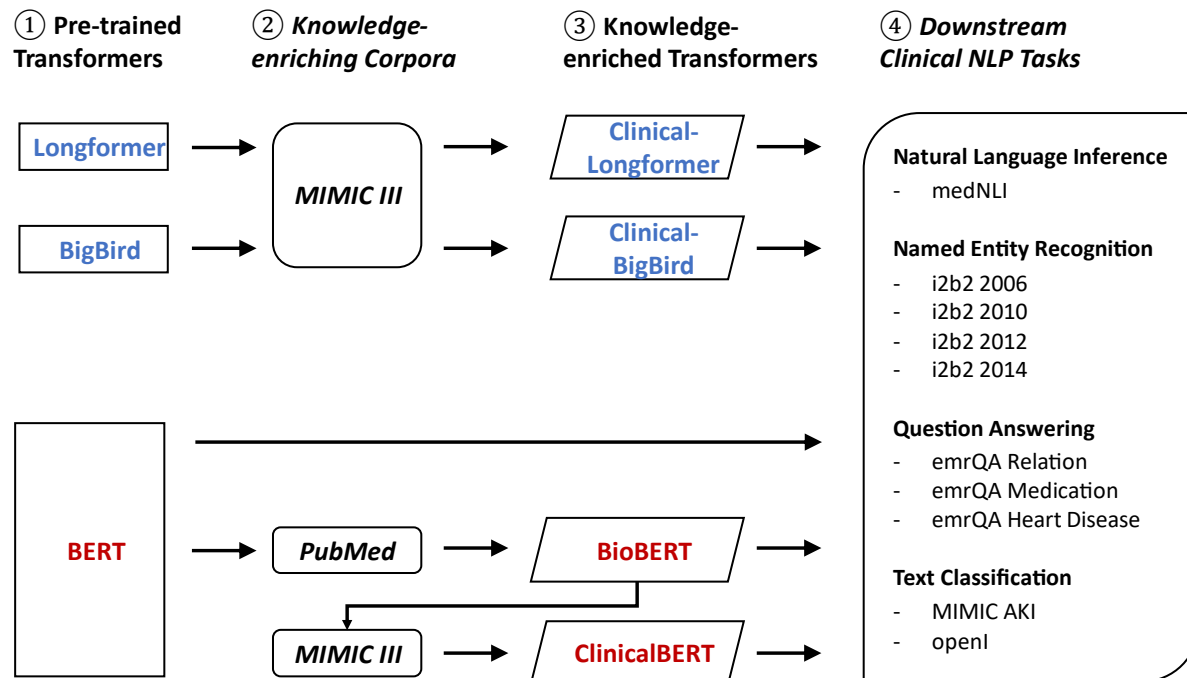 ① Pre-trained
Transformers
② Knowledge-
enriching Corpora
③ Knowledge-
enriched Transformers
④ Downstream
Clinical NLP Tasks
Longformer
MIMIC III
Clinical-
Longformer
BigBird
Clinical-
BigBird
BERT
PubMed
BioBERT
MIMIC III
ClinicalBERT
Natural Language Inference
- medNLI
Named Entity Recognition
- i2b2 2006
- i2b2 2010
- i2b2 2012
- i2b2 2014
Question Answering
- emrQA Relation
- emrQA Medication
- emrQA Heart Disease
Text Classification
- MIMIC AKI
- openI